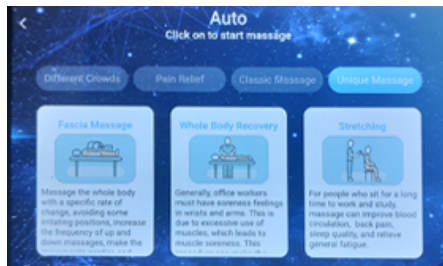 Auto
Click on to start massage
Different Crowds
Pain Relief
Classic Massage
Unique Massage
Fascia Massage
Whole Body Recovery
Stretching
Massage the whole body
with a specific rate of
change, avoiding some
irritating positions, increase
the frequency of up and
down massages, make the
Generally, office workers
must have soreness feelings
in wrists and arms. This is
due to excessive use of
muscles, which leads to
muscle soreness. This
For people who sit for a long
time to work and study,
massage can improve blood
circulation, back pain,
sleep quality, and relieve
general fatigue.